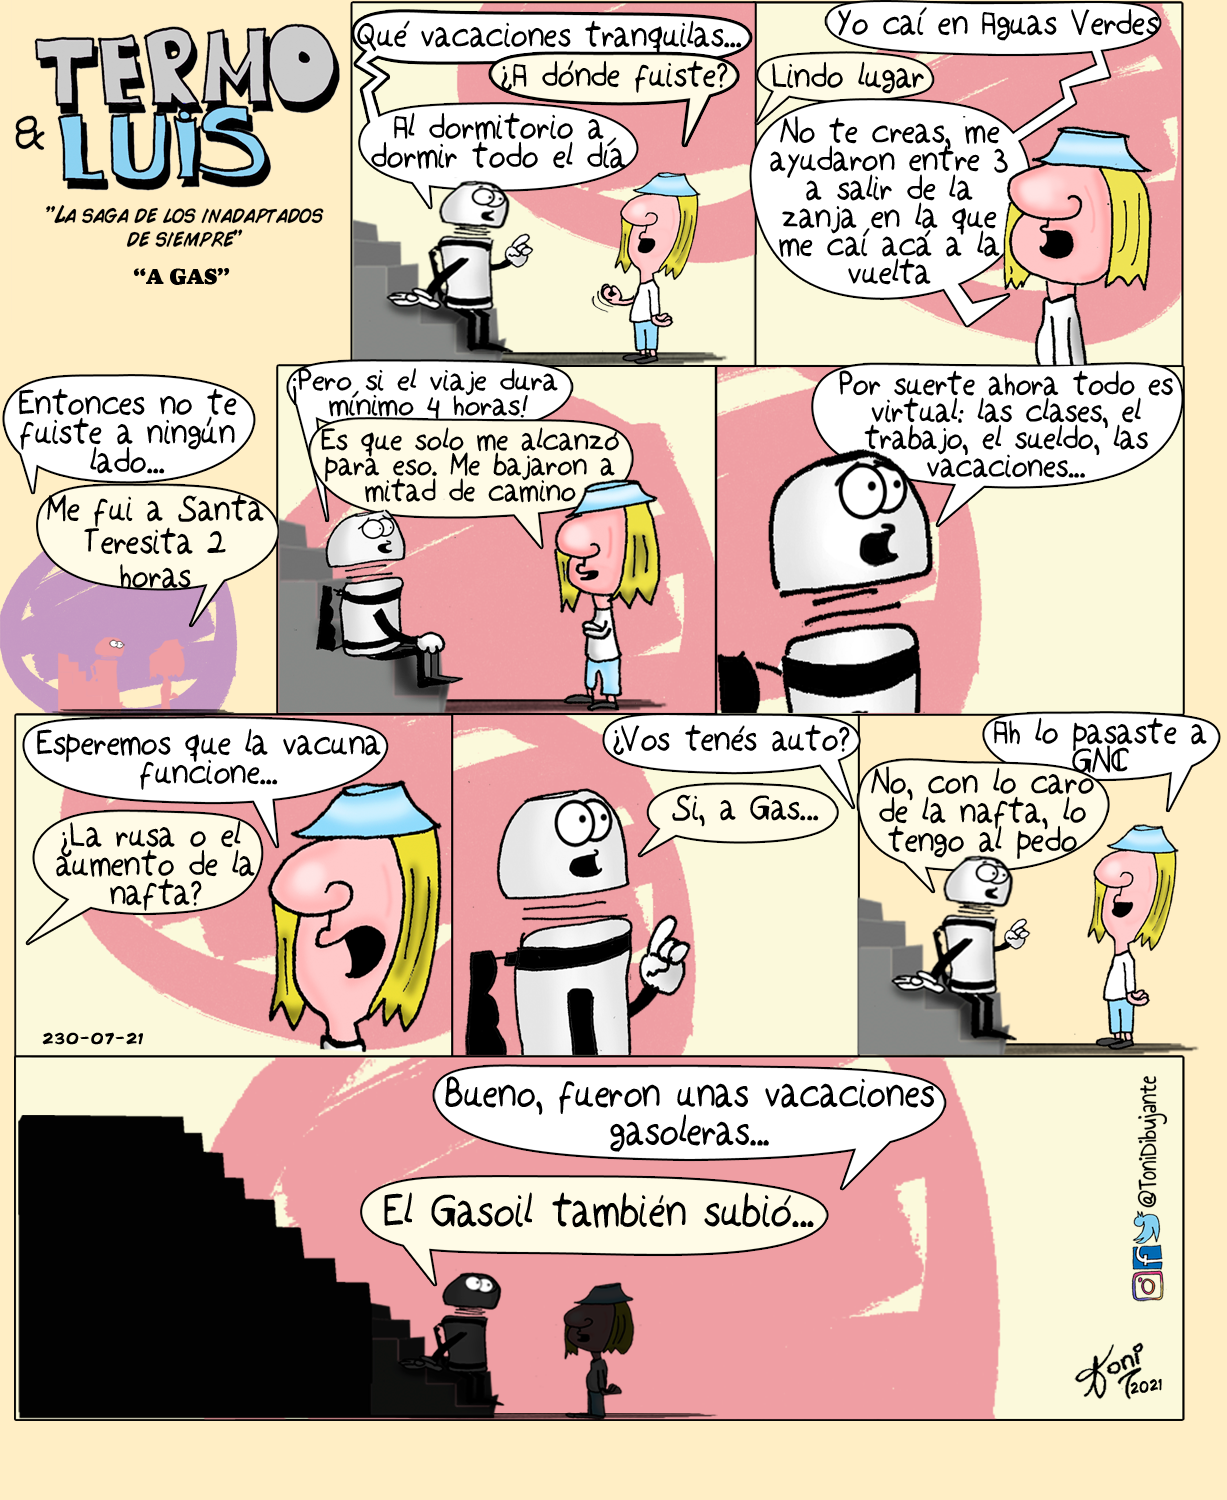 TERMO
& LUiS
"LA SAGA DE LOS INADAPTADOS
DE SIEMPRE"
"A GAS"
Qué vacaciones tranquilas...
¿A dónde fuiste?
Al dormitorio a
dormir todo el día
Yo caí en Aguas Verdes
Lindo lugar
No te creas, me
ayudaron entre 3
a salir de la
zanja en la que
me caí acá a la
vuelta
Entonces no te
fuiste a ningún
lado...
Me fui a Santa
Teresita 2
horas
¡Pero si el viaje dura
mínimo 4 horas!
Es que solo me alcanzó
para eso. Me bajaron a
mitad de camino
Por suerte ahora todo es
virtual: las clases, el
trabajo, el sueldo, las
vacaciones...
Esperemos que la vacuna
funcione...
¿La rusa o el
aumento de la
nafta?
230-07-21
¿Vos tenés auto?
Si, a Gas...
Ah lo pasaste a
GNC
No, con lo caro
de la nafta, lo
tengo al pedo
Bueno, fueron unas vacaciones
gasoleras...
El Gasoil también subió...
@ToniDibujante
Toni
2021